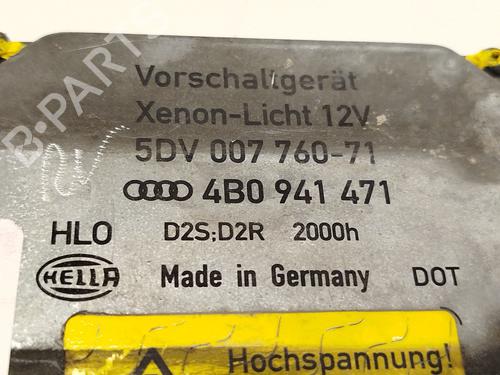 B-PARTS
Vorschaltgerät
Xenon-Licht 12V
5DV 007 760-71
4B0 941 471
HLO D2S;D2R 2000h
HELLA Made in Germany DOT
Hochspannung!